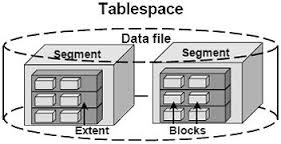 Tablespace
Data file
Segment Segment
Extent Blocks